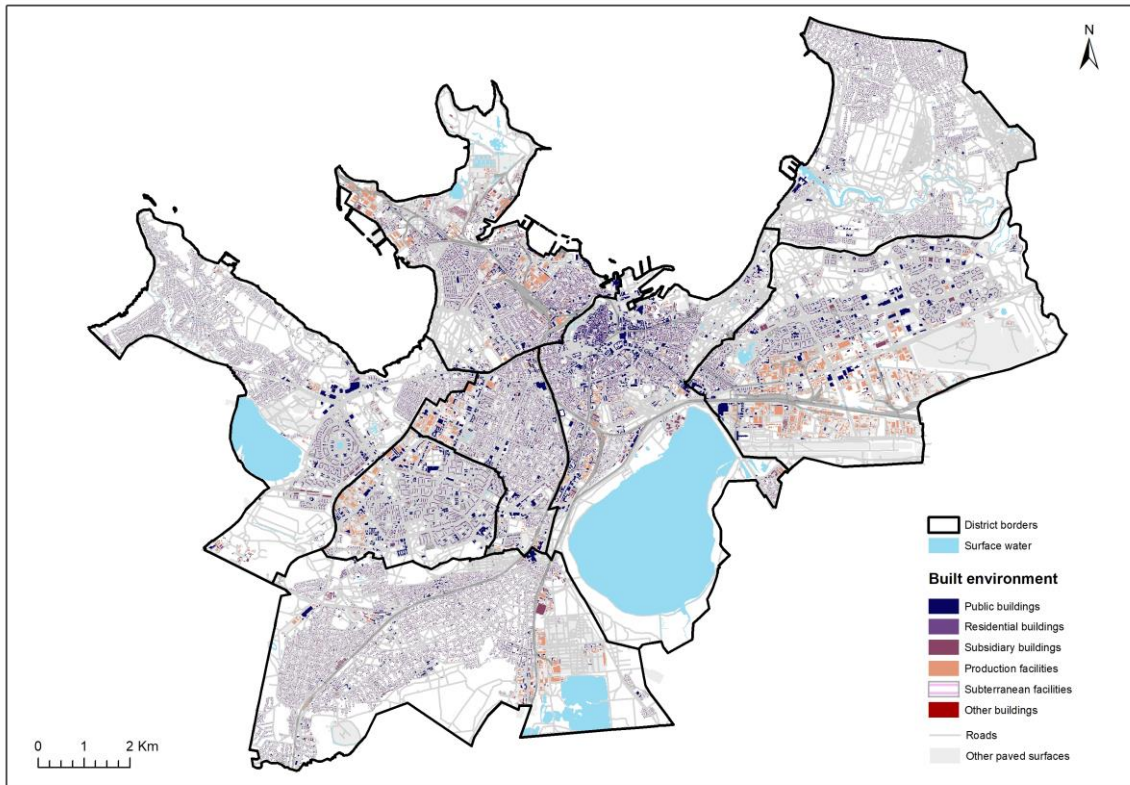 N
District borders
Surface water
Built environment
Public buildings
Residential buildings
Subsidiary buildings
Production facilities
Subterranean facilities
Other buildings
Roads
Other paved surfaces
0 1 2 Km